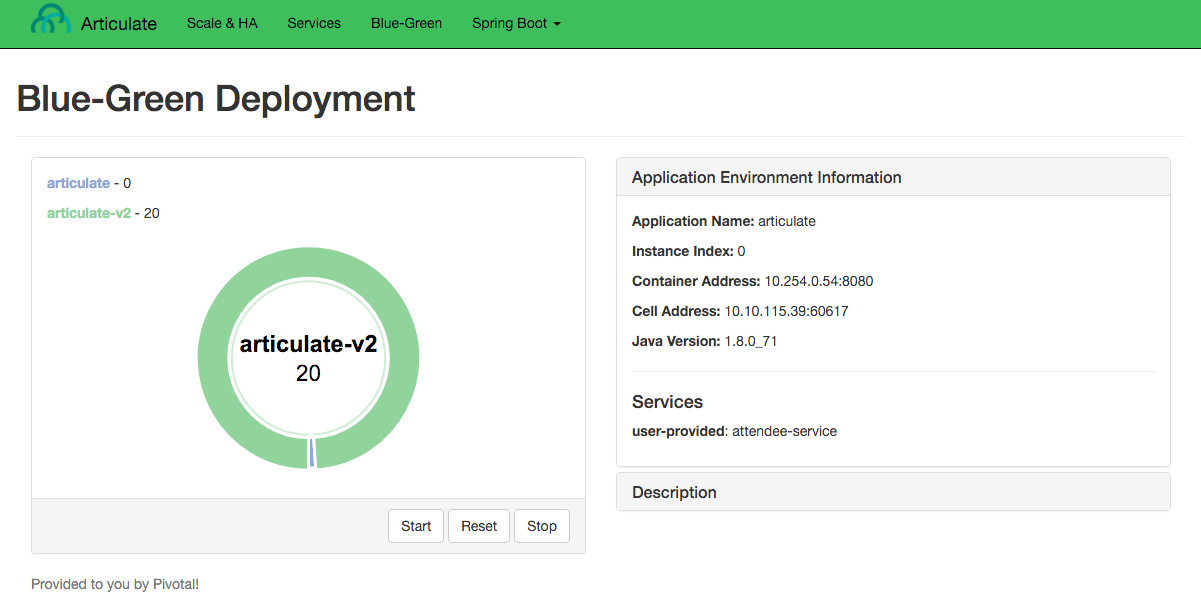 Articulate Scale & HA Services Blue-Green Spring Boot
Blue-Green Deployment
articulate - 0
articulate-v2 - 20
articulate-v2
20
Start Reset Stop
Application Environment Information
Application Name: articulate
Instance Index: 0
Container Address: 10.254.0.54:8080
Cell Address: 10.10.115.39:60617
Java Version: 1.8.0_71
Services
user-provided: attendee-service
Description
Provided to you by Pivotal!